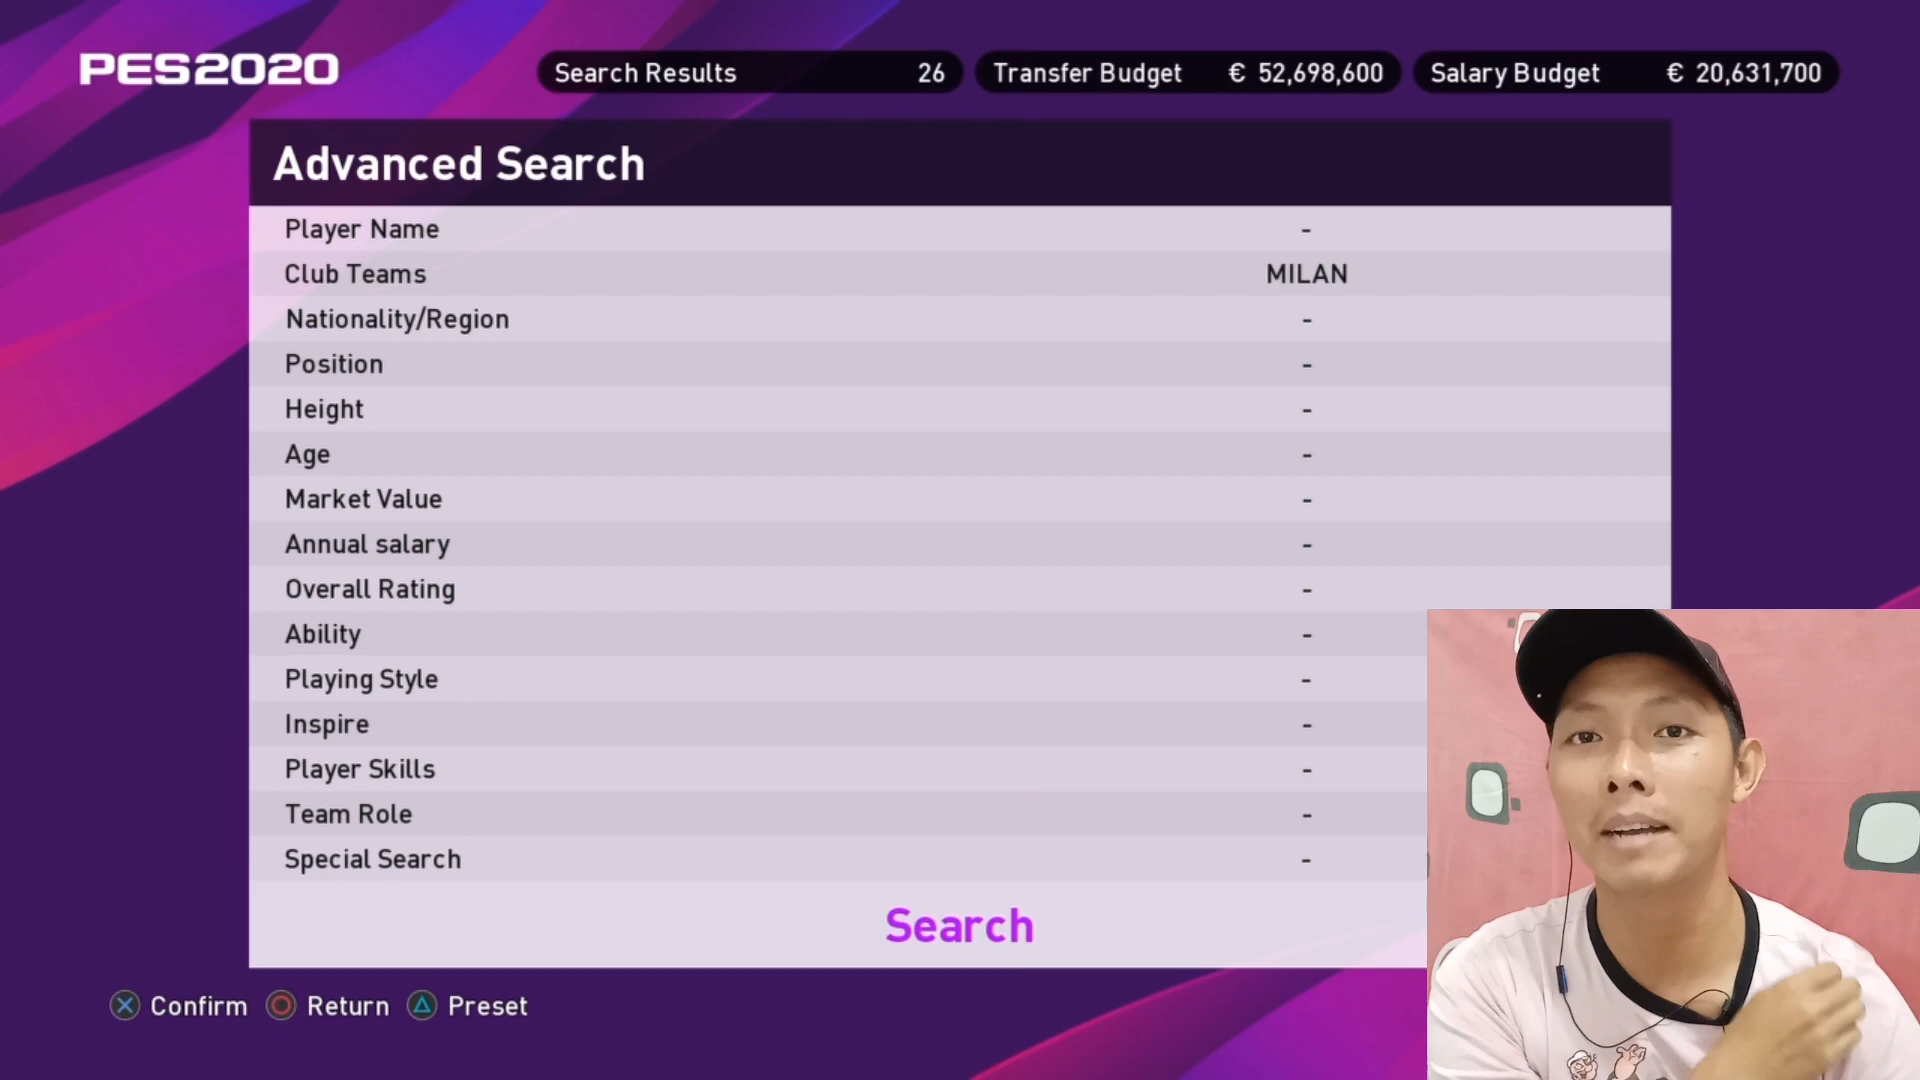 PES2020
Search Results 26
Transfer Budget € 52,698,600
Salary Budget € 20,631,700
Advanced Search
Player Name -
Club Teams MILAN
Nationality/Region -
Position -
Height -
Age -
Market Value -
Annual salary -
Overall Rating -
Ability -
Playing Style -
Inspire -
Player Skills -
Team Role -
Special Search -
Search
Confirm Return Preset